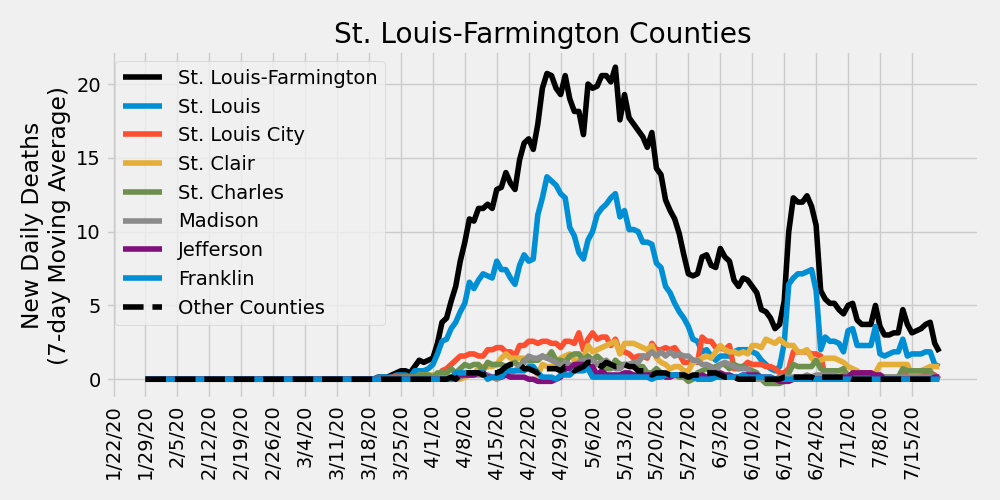 St. Louis-Farmington Counties
New Daily Deaths
(7-day Moving Average)
20
15
10
5
0
St. Louis-Farmington
St. Louis
St. Louis City
St. Clair
St. Charles
Madison
Jefferson
Franklin
Other Counties
1/22/20
1/29/20
2/5/20
2/12/20
2/19/20
2/26/20
3/4/20
3/11/20
3/18/20
3/25/20
4/1/20
4/8/20
4/15/20
4/22/20
4/29/20
5/6/20
5/13/20
5/20/20
5/27/20
6/3/20
6/10/20
6/17/20
6/24/20
7/1/20
7/8/20
7/15/20